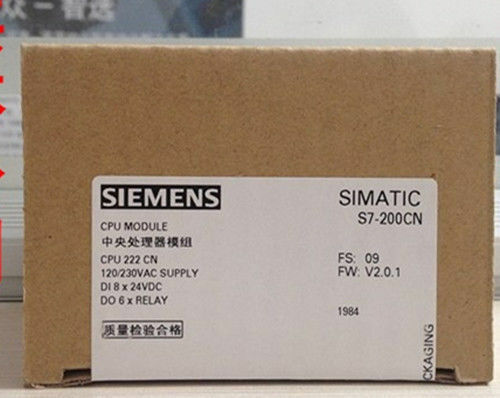 SIEMENS
SIMATIC
S7-200CN
CPU MODULE
中央处理器模组
CPU 222 CN
120/230VAC SUPPLY
DI 8 x 24VDC
DO 6 x RELAY
FS: 09
FW: V2.0.1
1984
质量检验合格
CKAGING